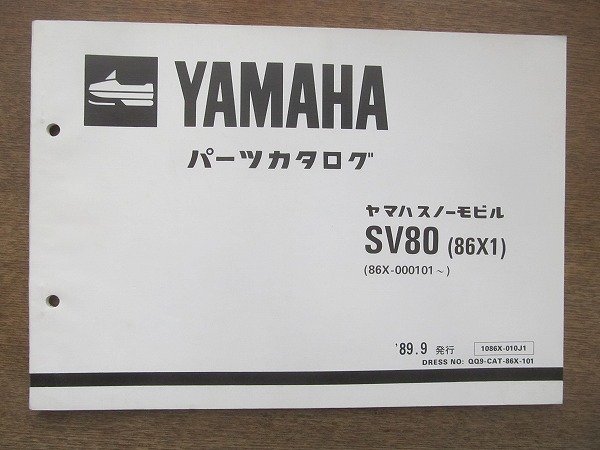 YAMAHA
パーツカタログ
ヤマハスノーモビル
SV80 (86X1)
(86X-000101~)
'89.9 発行
1086X-010J1
DRESS NO: QQ9-CAT-86X-101